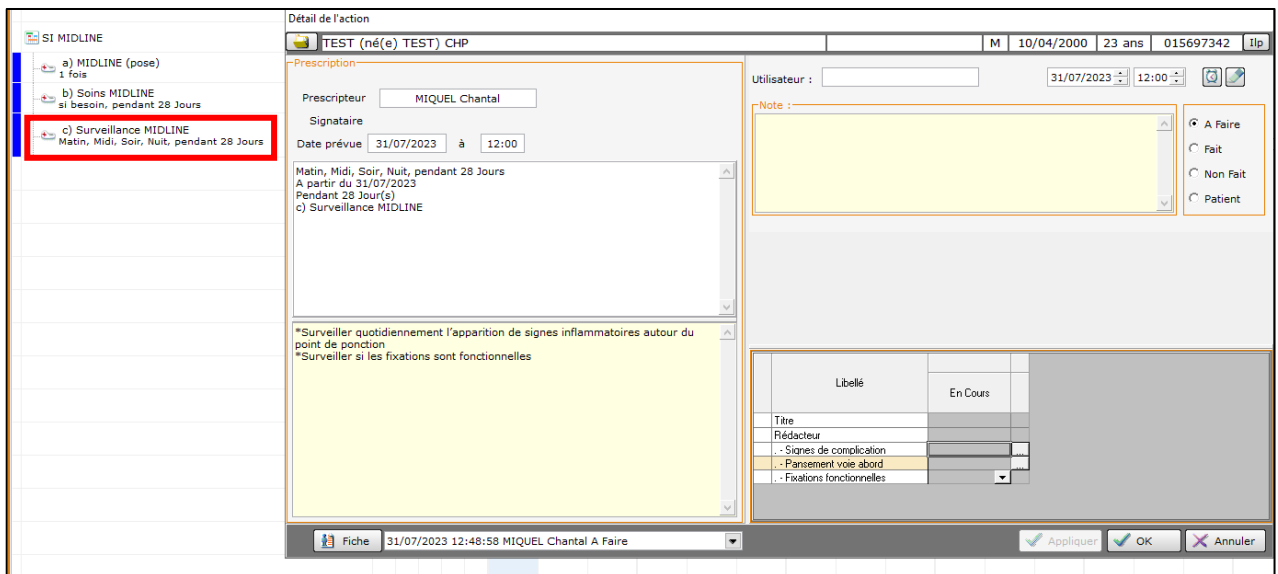 Détail de l'action
SI MIDLINE
TEST (né(e) TEST) CHP
M
10/04/2000
23 ans
015697342
Ilp
a) MIDLINE (pose)
1 fois
b) Soins MIDLINE
si besoin, pendant 28 Jours
c) Surveillance MIDLINE
Matin, Midi, Soir, Nuit, pendant 28 Jours
Prescription
Prescripteur MIQUEL Chantal
Signataire
Date prévue 31/07/2023 à 12:00
Matin, Midi, Soir, Nuit, pendant 28 Jours
A partir du 31/07/2023
Pendant 28 Jour(s)
c) Surveillance MIDLINE
*Surveiller quotidiennement l'apparition de signes inflammatoires autour du
point de ponction
*Surveiller si les fixations sont fonctionnelles
Utilisateur :
31/07/2023 12:00
Note :
A Faire
Fait
Non Fait
Patient
Libellé
En Cours
Titre
Rédacteur
. - Signes de complication
...
. - Pansement voie abord
...
. - Fixations fonctionnelles
Fiche
31/07/2023 12:48:58 MIQUEL Chantal A Faire
Appliquer
OK
Annuler